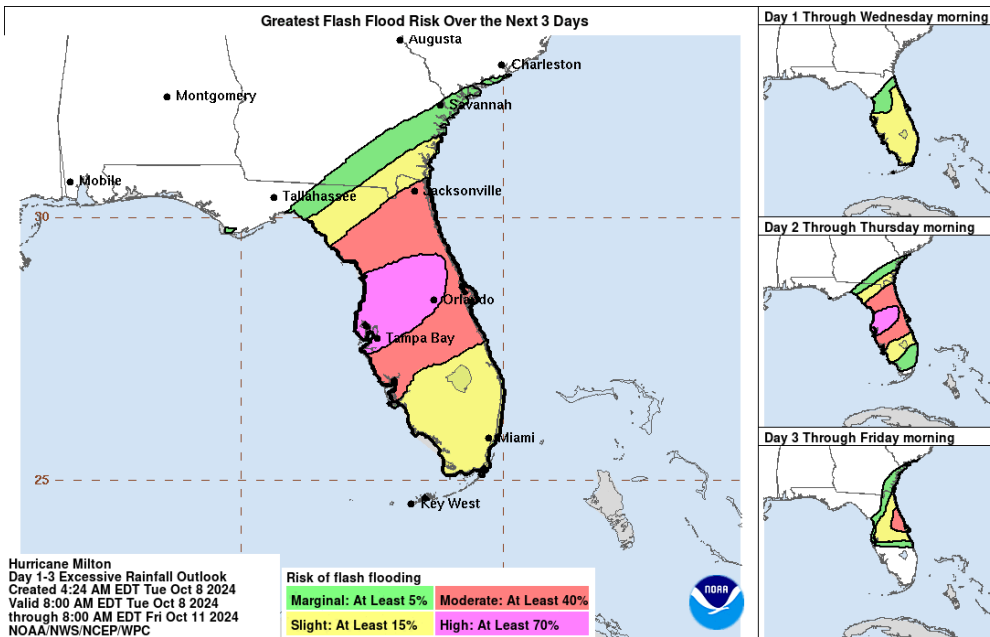 Greatest Flash Flood Risk Over the Next 3 Days
Augusta
Charleston
Montgomery
Savannah
Mobile
Tallahassee
Jacksonville
30
Orlando
Tampa Bay
Miami
25
Key West
Hurricane Milton
Day 1-3 Excessive Rainfall Outlook
Created 4:24 AM EDT Tue Oct 8 2024
Valid 8:00 AM EDT Tue Oct 8 2024
through 8:00 AM EDT Fri Oct 11 2024
NOAA/NWS/NCEP/WPC
Risk of flash flooding
Marginal: At Least 5%
Moderate: At Least 40%
Slight: At Least 15%
High: At Least 70%
NOAA
Day 1 Through Wednesday morning
Day 2 Through Thursday morning
Day 3 Through Friday morning